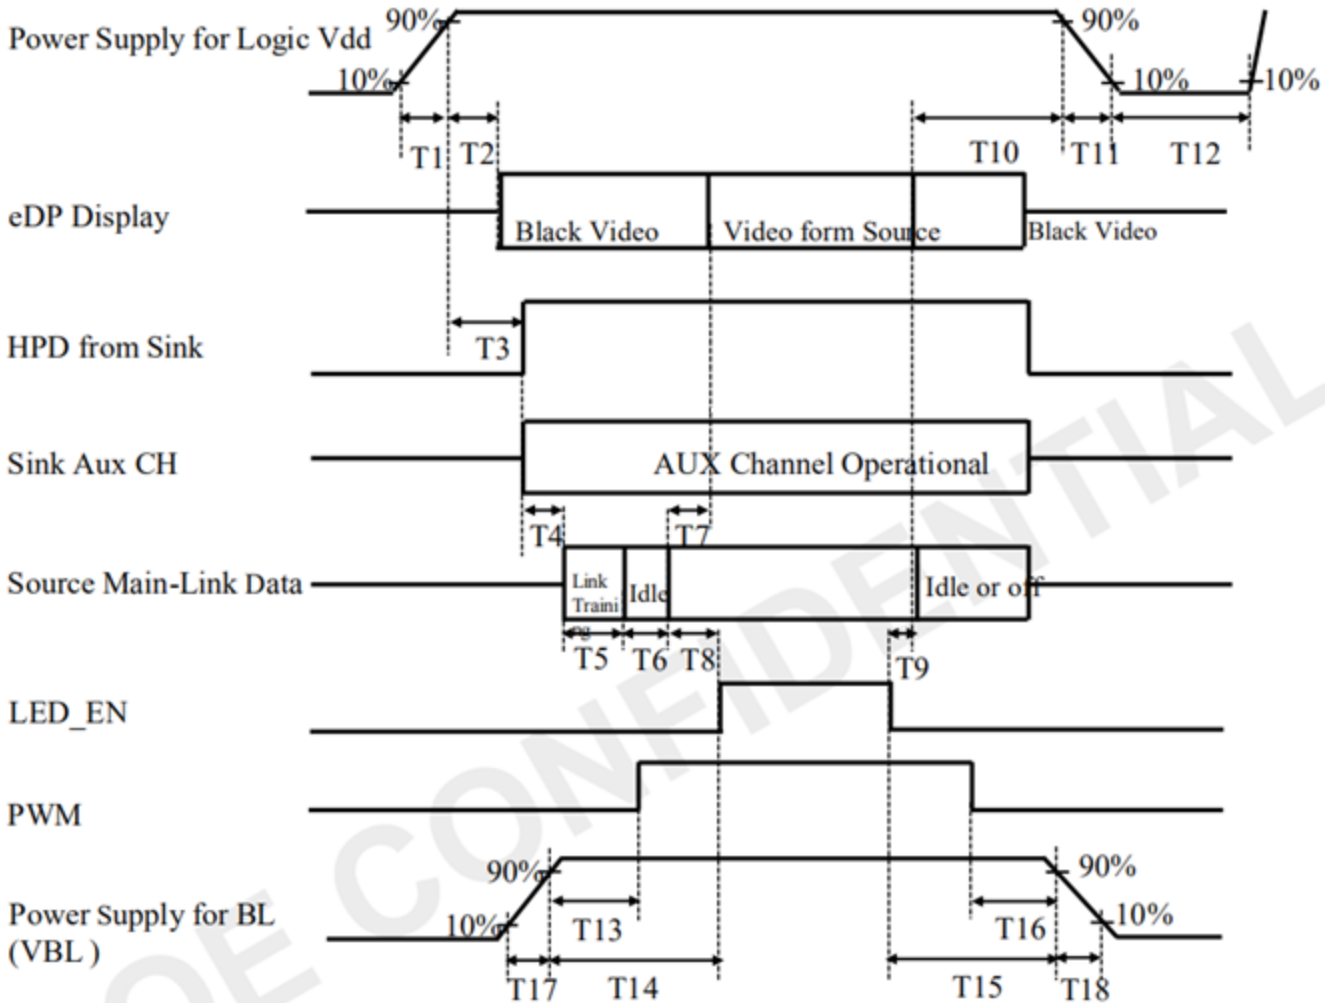 90%
90%
Power Supply for Logic Vdd
10%
10%
10%
T1
T2
T10
T11
T12
eDP Display
Black Video
Video form Source
Black Video
HPD from Sink
T3
Sink Aux CH
AUX Channel Operational
T4
T7
Source Main-Link Data
Link
Traini
ng
Idle
Idle or off
T5
T6
T8
T9
LED_EN
PWM
90%
90%
Power Supply for BL
(VBL )
10%
10%
T13
T16
T17
T14
T15
T18
OE CONFIDENTIAL